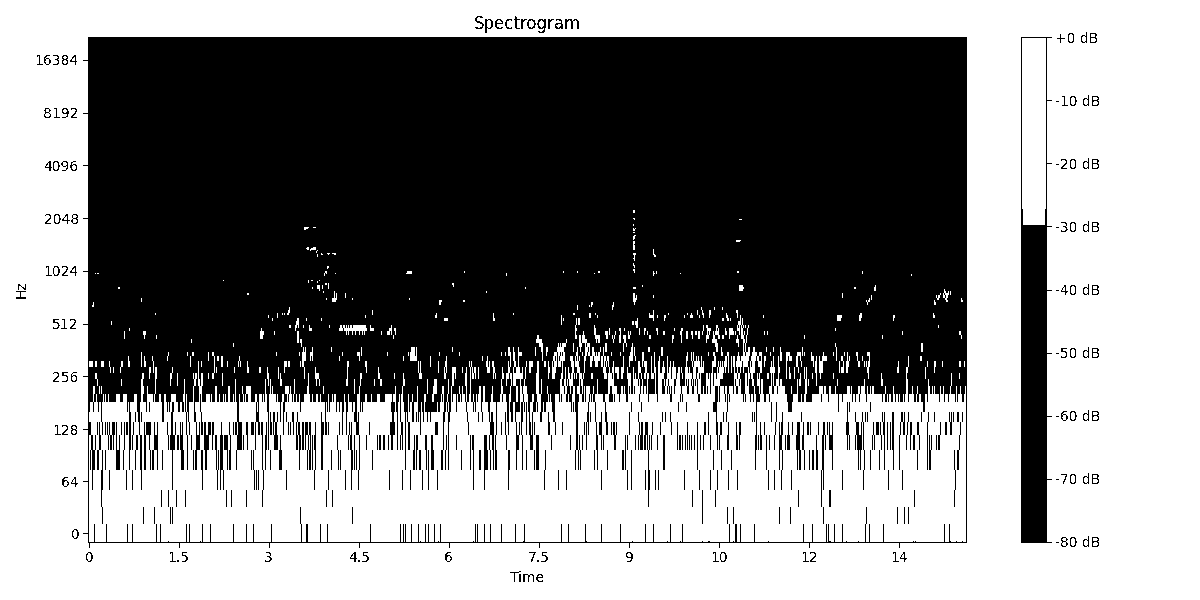 Spectrogram
16384
8192
4096
2048
1024
512
256
128
64
0
Hz
0 1.5 3 4.5 6 7.5 9 10 12 14
Time
+0 dB
-10 dB
-20 dB
-30 dB
-40 dB
-50 dB
-60 dB
-70 dB
-80 dB